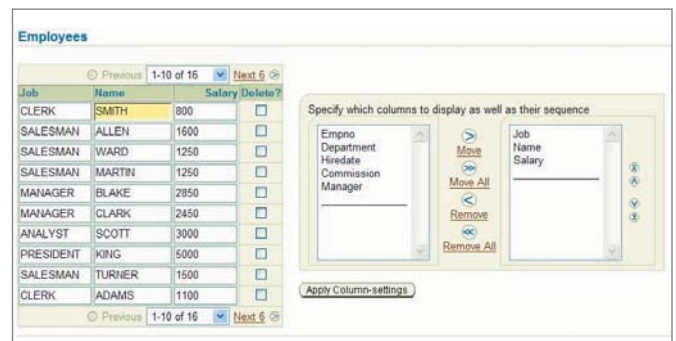 Employees
Previous 1-10 of 16 Next 6
Job Name Salary Delete?
CLERK SMITH 800
SALESMAN ALLEN 1600
SALESMAN WARD 1250
SALESMAN MARTIN 1250
MANAGER BLAKE 2850
MANAGER CLARK 2450
ANALYST SCOTT 3000
PRESIDENT KING 5000
SALESMAN TURNER 1500
CLERK ADAMS 1100
Previous 1-10 of 16 Next 6
Specify which columns to display as well as their sequence
Empno
Department
Hiredate
Commission
Manager
Move
Move All
Remove
Remove All
Job
Name
Salary
Apply Column-settings